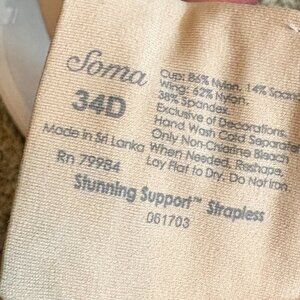 Soma
34D
Made in Sri Lanka
Rn 79984
Cup: 86% Nylon, 14% Spandex
Wing: 62% Nylon,
38% Spandex
Exclusive of Decorations.
Hand Wash Cold Separately
Only Non-Chlorine Bleach
When Needed, Reshape,
Lay Flat to Dry. Do Not Iron.
Stunning Support™ Strapless
061703